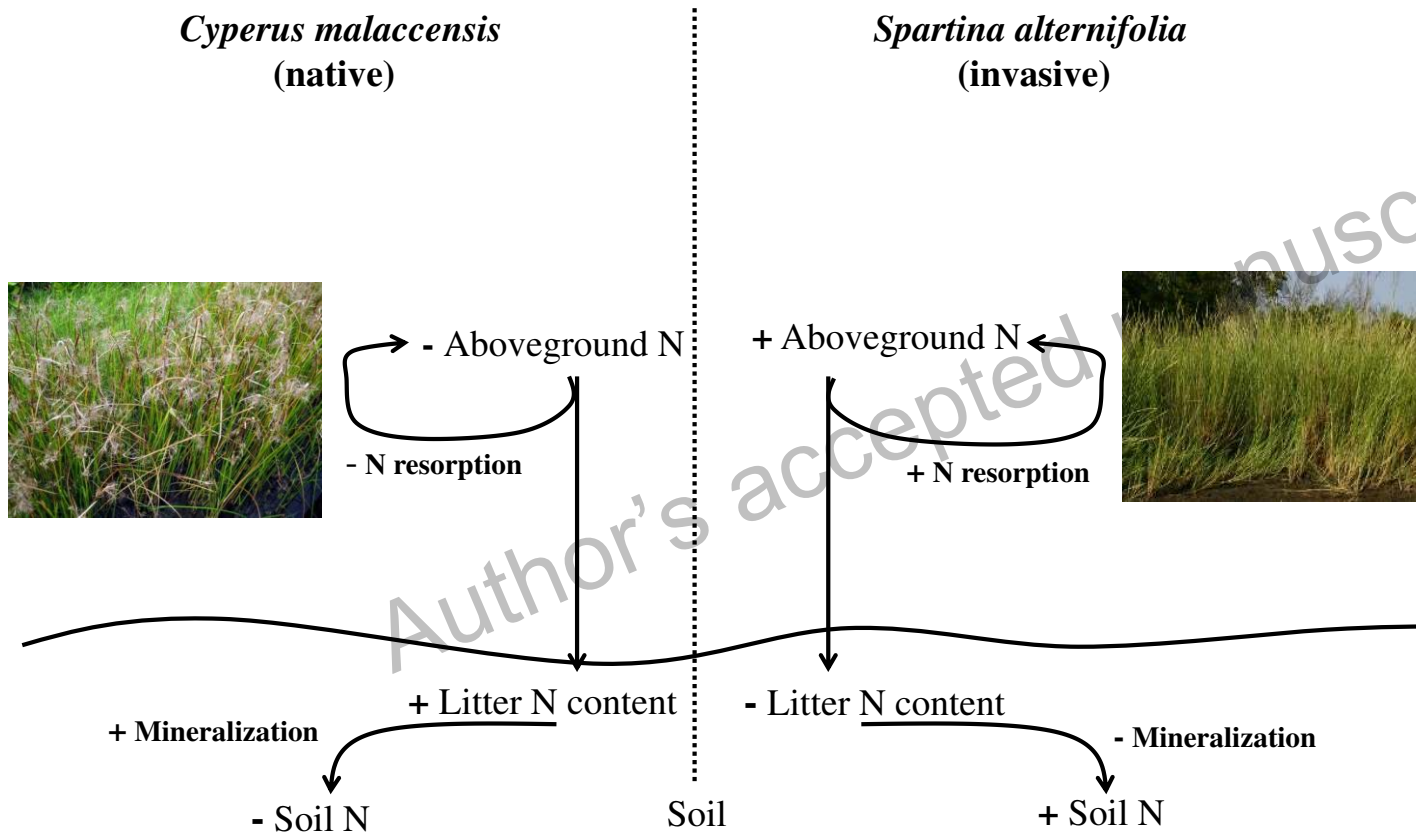 Cyperus malaccensis
(native)
Spartina alternifolia
(invasive)
- Aboveground N
- N resorption
+ Litter N content
+ Mineralization
- Soil N
+ Aboveground N
+ N resorption
- Litter N content
- Mineralization
+ Soil N
Soil
Author's accepted